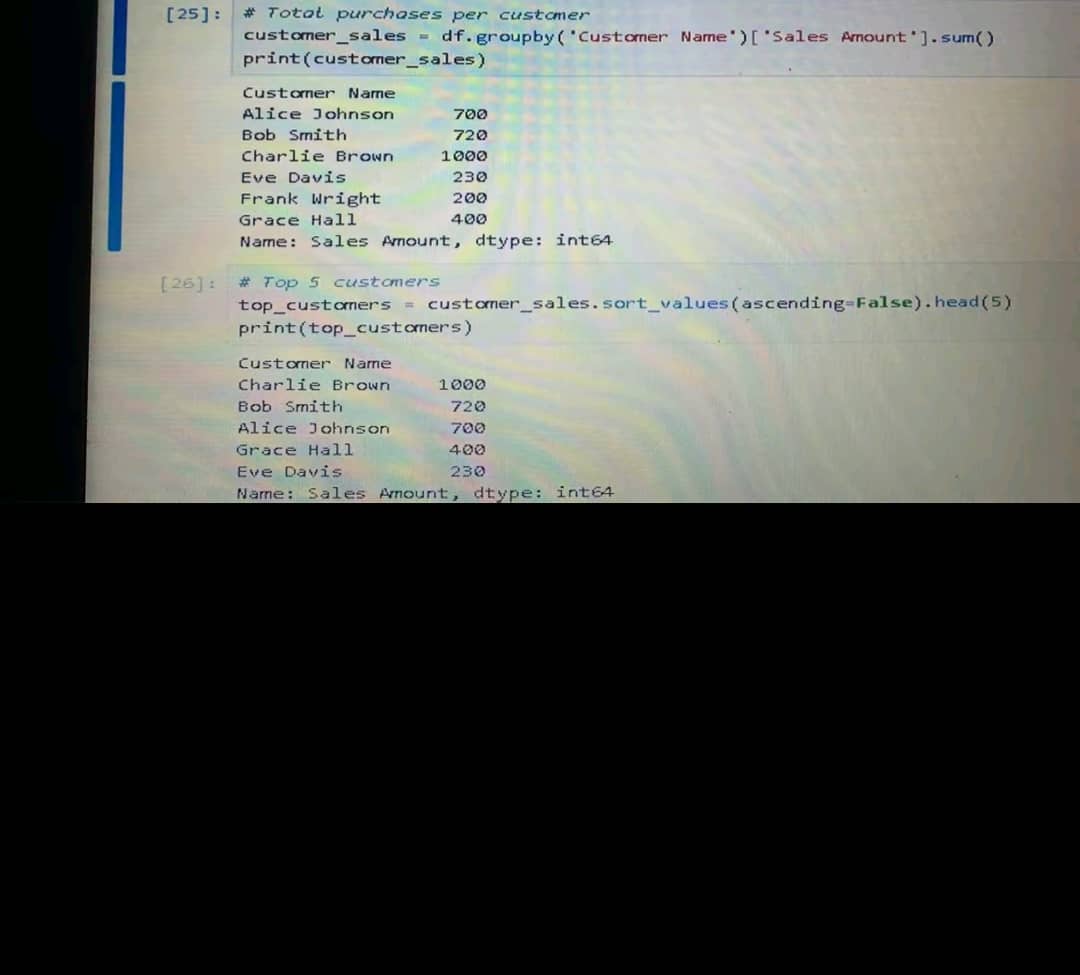 [25]: # Total purchases per customer
customer_sales = df.groupby('Customer Name')['Sales Amount'].sum()
print(customer_sales)
Customer Name
Alice Johnson 700
Bob Smith 720
Charlie Brown 1000
Eve Davis 230
Frank Wright 200
Grace Hall 400
Name: Sales Amount, dtype: int64
[26]: # Top 5 customers
top_customers = customer_sales.sort_values(ascending=False).head(5)
print(top_customers)
Customer Name
Charlie Brown 1000
Bob Smith 720
Alice Johnson 700
Grace Hall 400
Eve Davis 230
Name: Sales Amount, dtype: int64